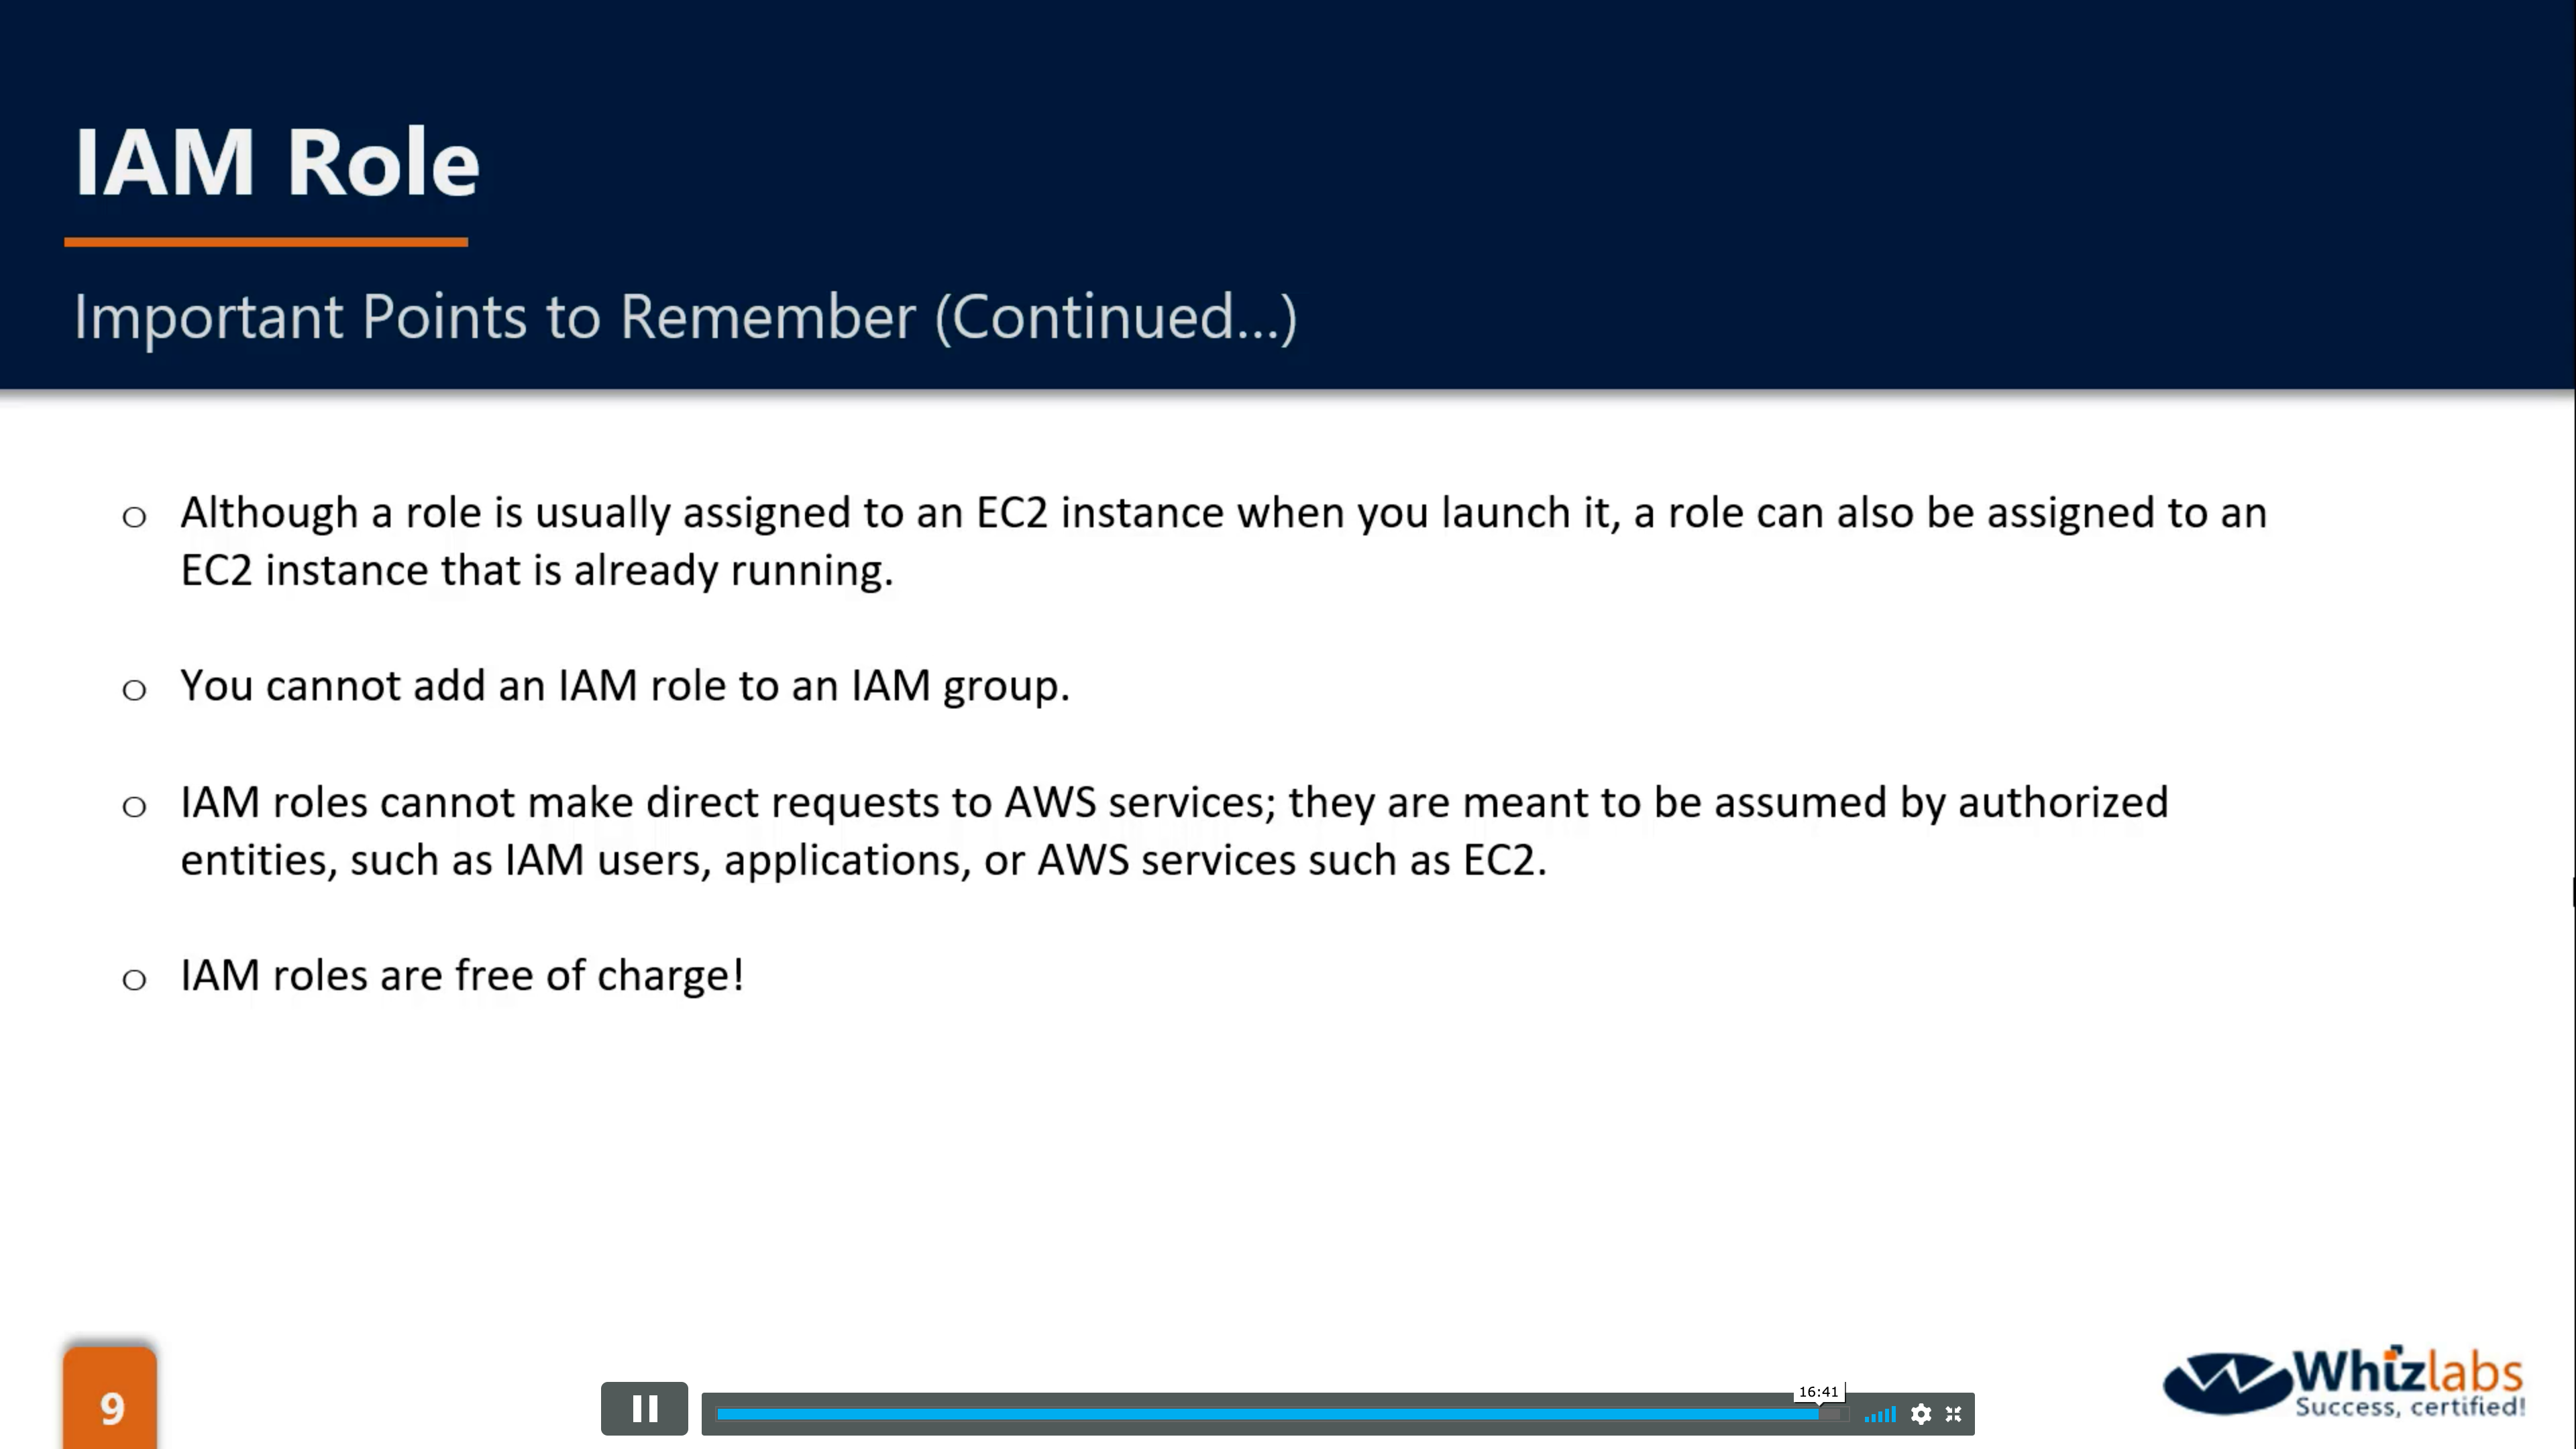 IAM Role
Important Points to Remember (Continued...)
o Although a role is usually assigned to an EC2 instance when you launch it, a role can also be assigned to an
EC2 instance that is already running.
o You cannot add an IAM role to an IAM group.
o IAM roles cannot make direct requests to AWS services; they are meant to be assumed by authorized
entities, such as IAM users, applications, or AWS services such as EC2.
o IAM roles are free of charge!
9
16:41
Whizlabs
Success, certified!